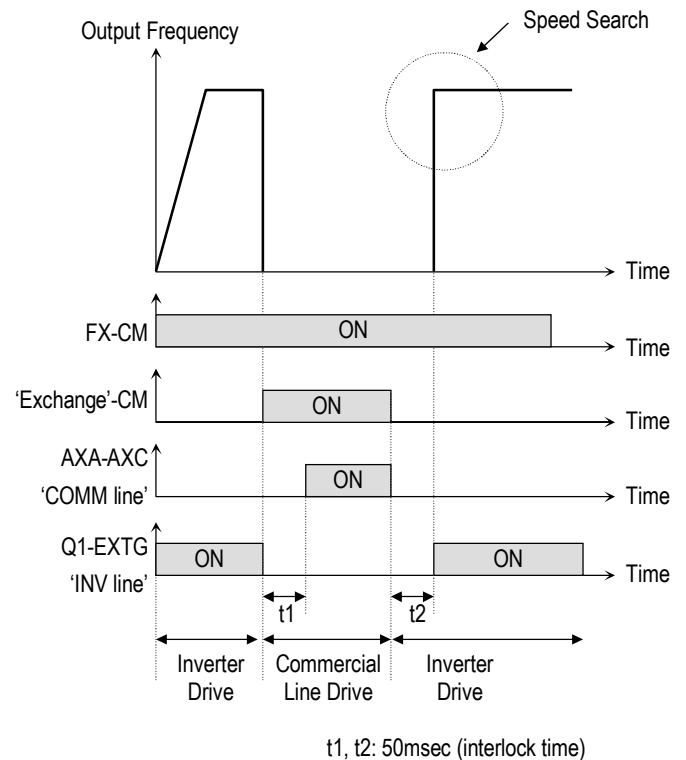 Speed Search
Output Frequency
Time
FX-CM
ON
Time
‘Exchange’-CM
ON
Time
AXA-AXC
‘COMM line’
ON
Time
Q1-EXTG
‘INV line’
ON
ON
Time
t1
t2
Inverter
Drive
Commercial
Line Drive
Inverter
Drive
t1, t2: 50msec (interlock time)